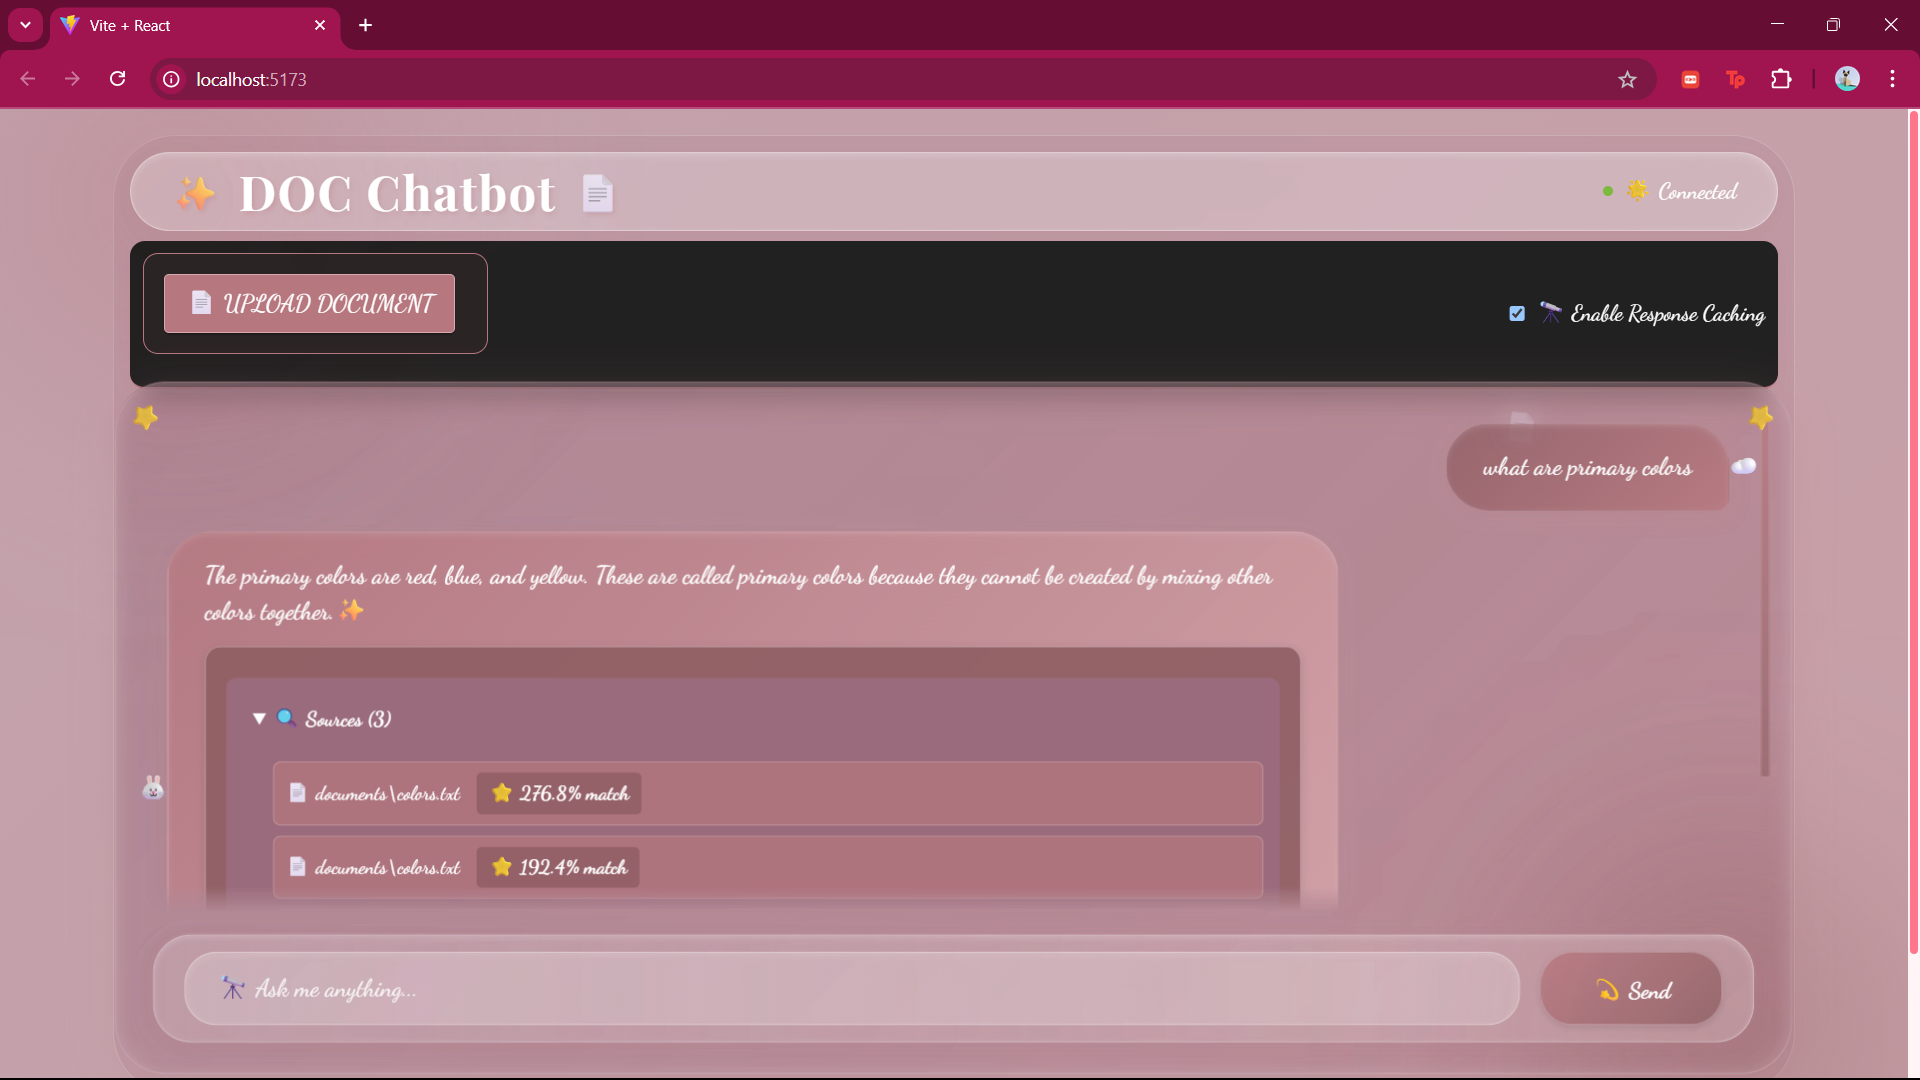 Vite + React
localhost:5173
DOC Chatbot
Connected
UPLOAD DOCUMENT
Enable Response Caching
what are primary colors
The primary colors are red, blue, and yellow. These are called primary colors because they cannot be created by mixing other
colors together.
Sources (3)
documents\colors.txt 276.8% match
documents\colors.txt 192.4% match
Ask me anything...
Send